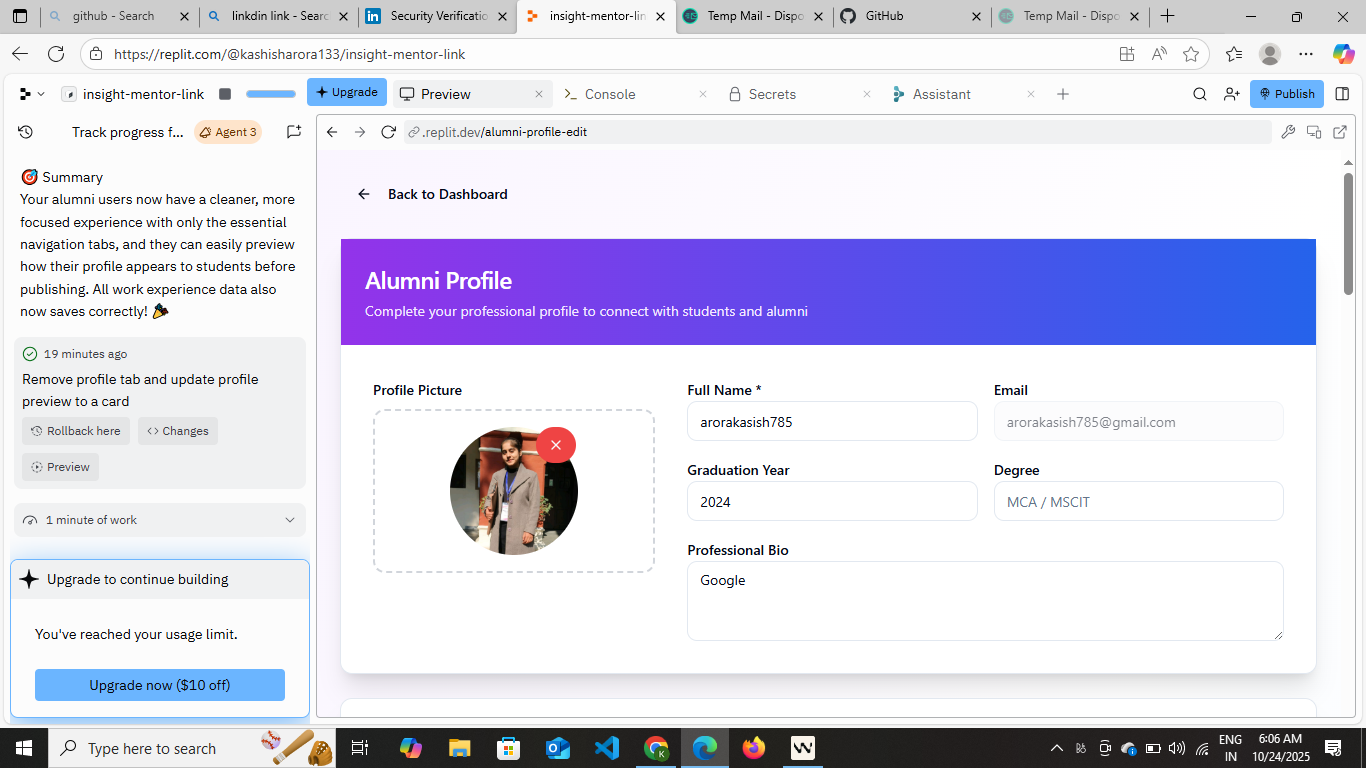 github - Search
linkdin link - Searc
Security Verificatio
insight-mentor-lin
Temp Mail - Dispo
GitHub
Temp Mail - Dispo
https://replit.com/@kashisharora133/insight-mentor-link
insight-mentor-link
Upgrade
Preview
Console
Secrets
Assistant
Publish
Track progress f...
Agent 3
.replit.dev/alumni-profile-edit
🎯 Summary
Your alumni users now have a cleaner, more
focused experience with only the essential
navigation tabs, and they can easily preview
how their profile appears to students before
publishing. All work experience data also
now saves correctly! 🎉
19 minutes ago
Remove profile tab and update profile
preview to a card
Rollback here
Changes
Preview
1 minute of work
Upgrade to continue building
You've reached your usage limit.
Upgrade now ($10 off)
Back to Dashboard
Alumni Profile
Complete your professional profile to connect with students and alumni
Profile Picture
Full Name *
arorakasish785
Email
arorakasish785@gmail.com
Graduation Year
2024
Degree
MCA / MSCIT
Professional Bio
Google
Type here to search
ENG
IN
6:06 AM
10/24/2025